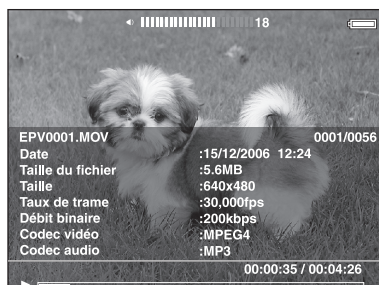 18
EPV0001.MOV 0001/0056
Date :15/12/2006 12:24
Taille du fichier :5.6MB
Taille :640x480
Taux de trame :30,000fps
Débit binaire :200kbps
Codec vidéo :MPEG4
Codec audio :MP3
00:00:35 / 00:04:26